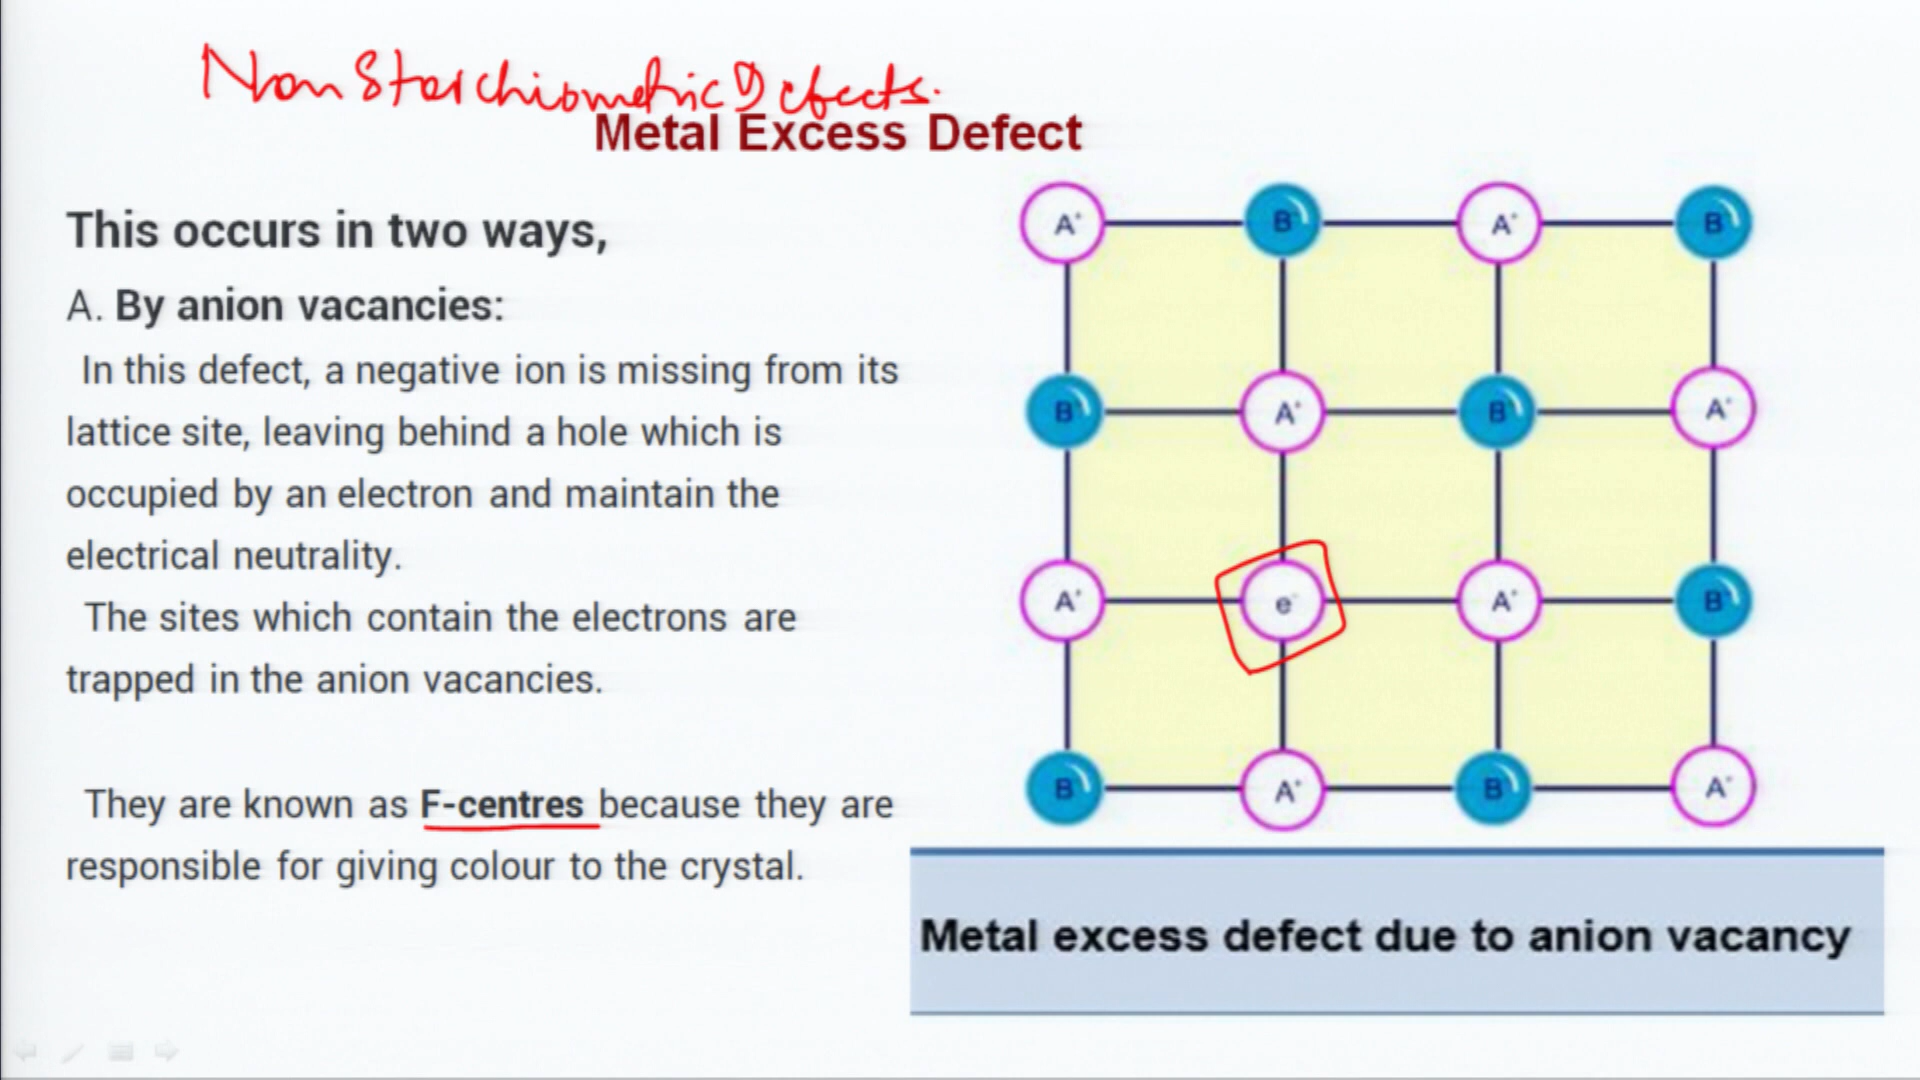 Non Stoichiometric Defects.
Metal Excess Defect
This occurs in two ways,
A. By anion vacancies:
In this defect, a negative ion is missing from its
lattice site, leaving behind a hole which is
occupied by an electron and maintain the
electrical neutrality.
The sites which contain the electrons are
trapped in the anion vacancies.
They are known as F-centres because they are
responsible for giving colour to the crystal.
A⁺ B⁻ A⁺ B⁻
B⁻ A⁺ B⁻ A⁺
A⁺ e⁻ A⁺ B⁻
B⁻ A⁺ B⁻ A⁺
Metal excess defect due to anion vacancy